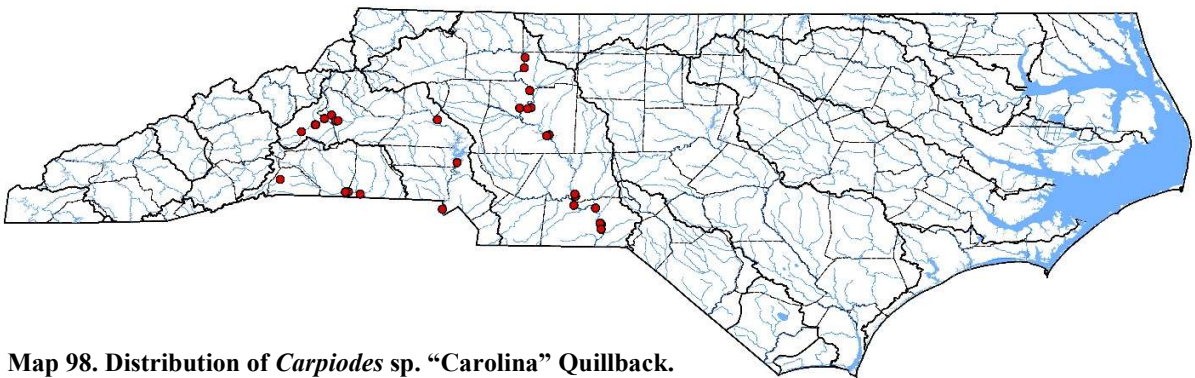 Map 98. Distribution of Carpiodes sp. “Carolina” Quillback.